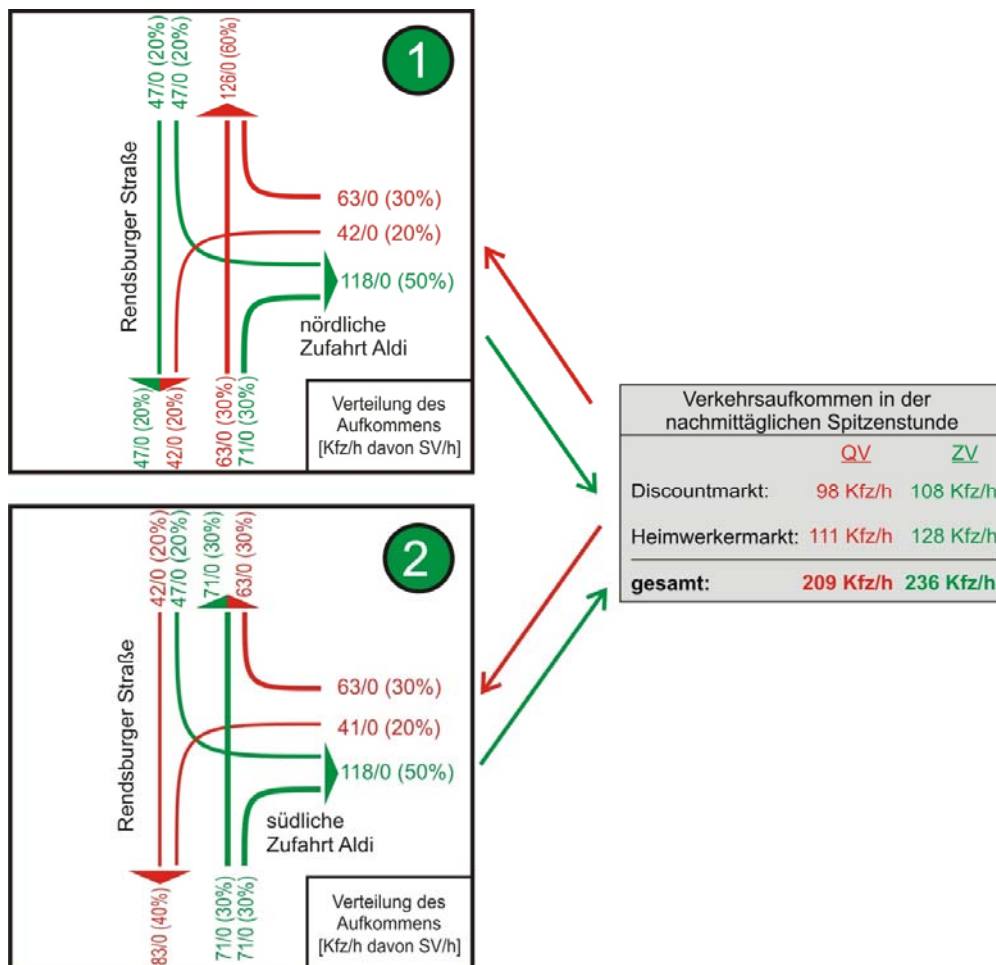 47/0 (20%)
47/0 (20%)
126/0 (60%)
1
Rendsburger Straße
63/0 (30%)
42/0 (20%)
118/0 (50%)
nördliche
Zufahrt Aldi
47/0 (20%)
42/0 (20%)
63/0 (30%)
71/0 (30%)
Verteilung des
Aufkommens
[Kfz/h davon SV/h]
42/0 (20%)
47/0 (20%)
71/0 (30%)
63/0 (30%)
2
Rendsburger Straße
63/0 (30%)
41/0 (20%)
118/0 (50%)
südliche
Zufahrt Aldi
83/0 (40%)
71/0 (30%)
71/0 (30%)
Verteilung des
Aufkommens
[Kfz/h davon SV/h]
Verkehrsaufkommen in der
nachmittäglichen Spitzenstunde
QV ZV
Discountmarkt: 98 Kfz/h 108 Kfz/h
Heimwerkermarkt: 111 Kfz/h 128 Kfz/h
gesamt: 209 Kfz/h 236 Kfz/h